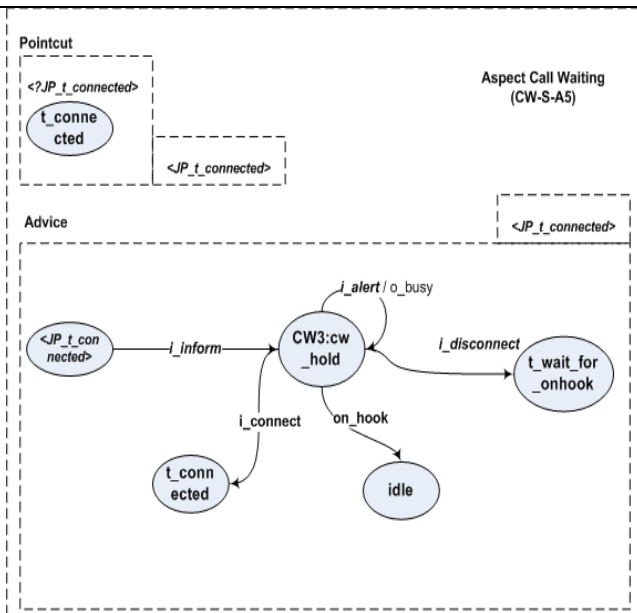 Pointcut
<?JP_t_connected>
t_conne
cted
Aspect Call Waiting
(CW-S-A5)
<JP_t_connected>
Advice
<JP_t_connected>
i_alert / o_busy
<JP_t_con
nected>
i_inform
CW3:cw
_hold
i_disconnect
t_wait_for
_onhook
i_connect
on_hook
t_conn
ected
idle